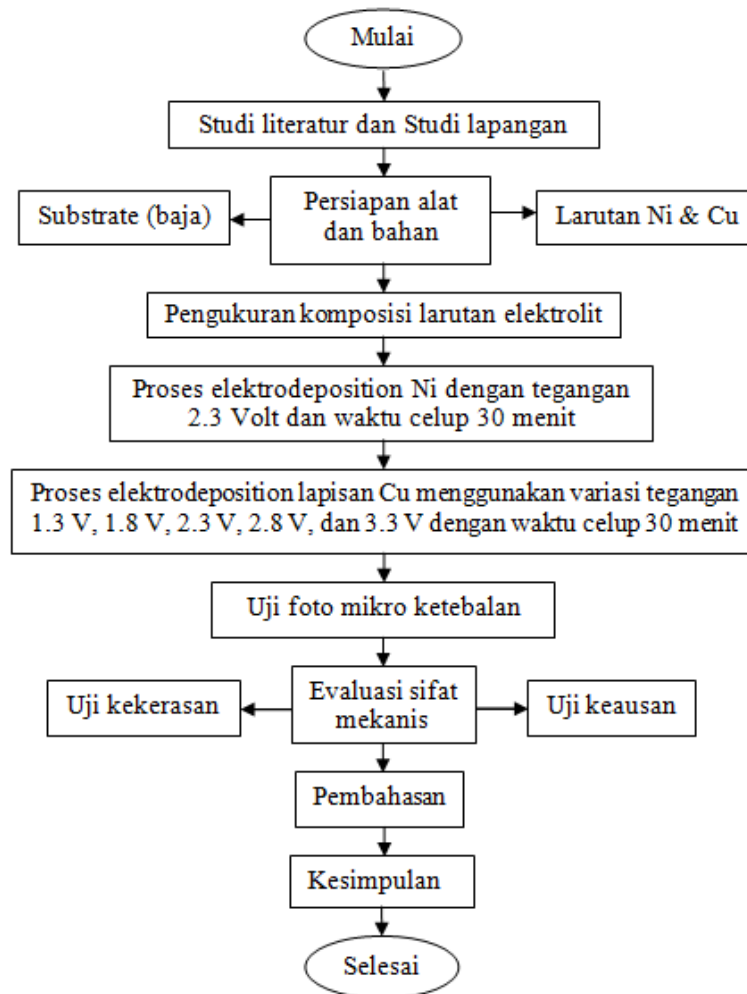 Mulai
Studi literatur dan Studi lapangan
Substrate (baja)
Persiapan alat
dan bahan
Larutan Ni & Cu
Pengukuran komposisi larutan elektrolit
Proses elektrodeposition Ni dengan tegangan
2.3 Volt dan waktu celup 30 menit
Proses elektrodeposition lapisan Cu menggunakan variasi tegangan
1.3 V, 1.8 V, 2.3 V, 2.8 V, dan 3.3 V dengan waktu celup 30 menit
Uji foto mikro ketebalan
Uji kekerasan
Evaluasi sifat
mekanis
Uji keausan
Pembahasan
Kesimpulan
Selesai